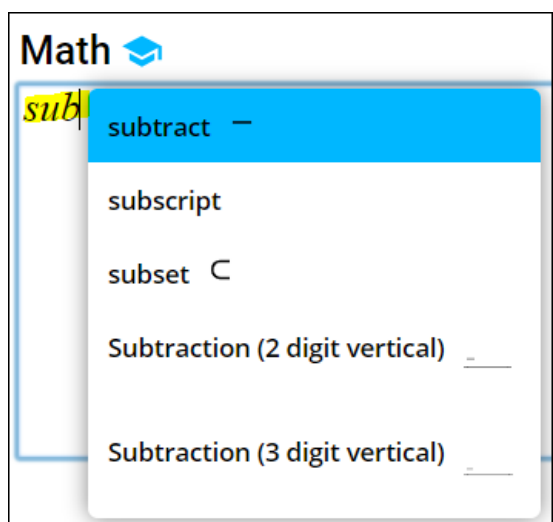 Math
sub
subtract −
subscript
subset ⊂
Subtraction (2 digit vertical) -
Subtraction (3 digit vertical) -